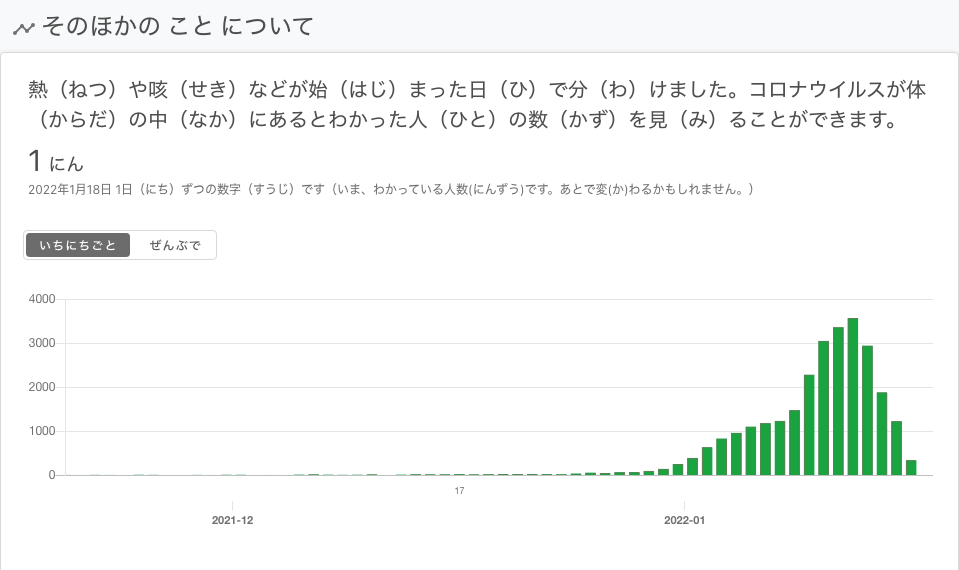 そのほかの こと について
熱（ねつ）や咳（せき）などが始（はじ）まった日（ひ）で分（わ）けました。コロナウイルスが体
（からだ）の中（なか）にあるとわかった人（ひと）の数（かず）を見（み）ることができます。
1 にん
2022年1月18日 1日（にち）ずつの数字（すうじ）です（いま、わかっている人数(にんずう)です。あとで変(か)わるかもしれません。）
いちにちごと ぜんぶで
4000
3000
2000
1000
0
17
2021-12 2022-01